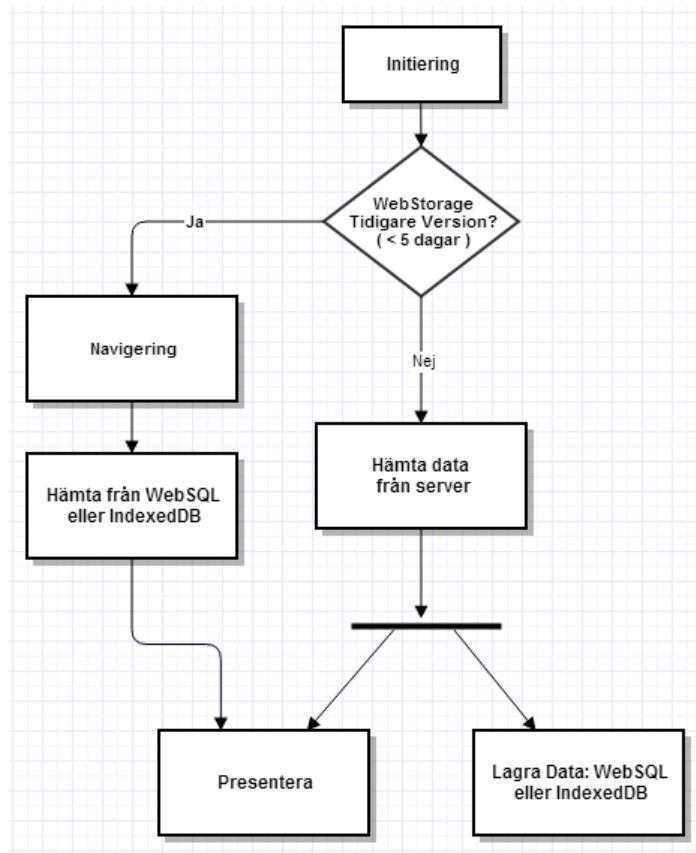 Initiering
WebStorage
Tidigare Version?
( < 5 dagar )
Ja
Navigering
Nej
Hämta data
från server
Hämta från WebSQL
eller IndexedDB
Presentera
Lagra Data: WebSQL
eller IndexedDB